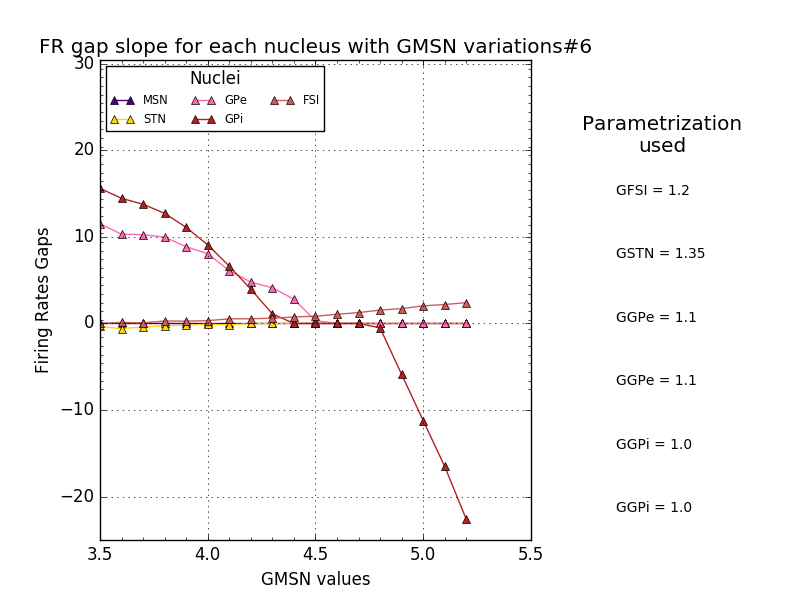 FR gap slope for each nucleus with GMSN variations#6
Nuclei
MSN
GPe
FSI
STN
GPi
30
20
10
0
−10
−20
Firing Rates Gaps
3.5
4.0
4.5
5.0
5.5
GMSN values
Parametrization
used
GFSI = 1.2
GSTN = 1.35
GGPe = 1.1
GGPe = 1.1
GGPi = 1.0
GGPi = 1.0